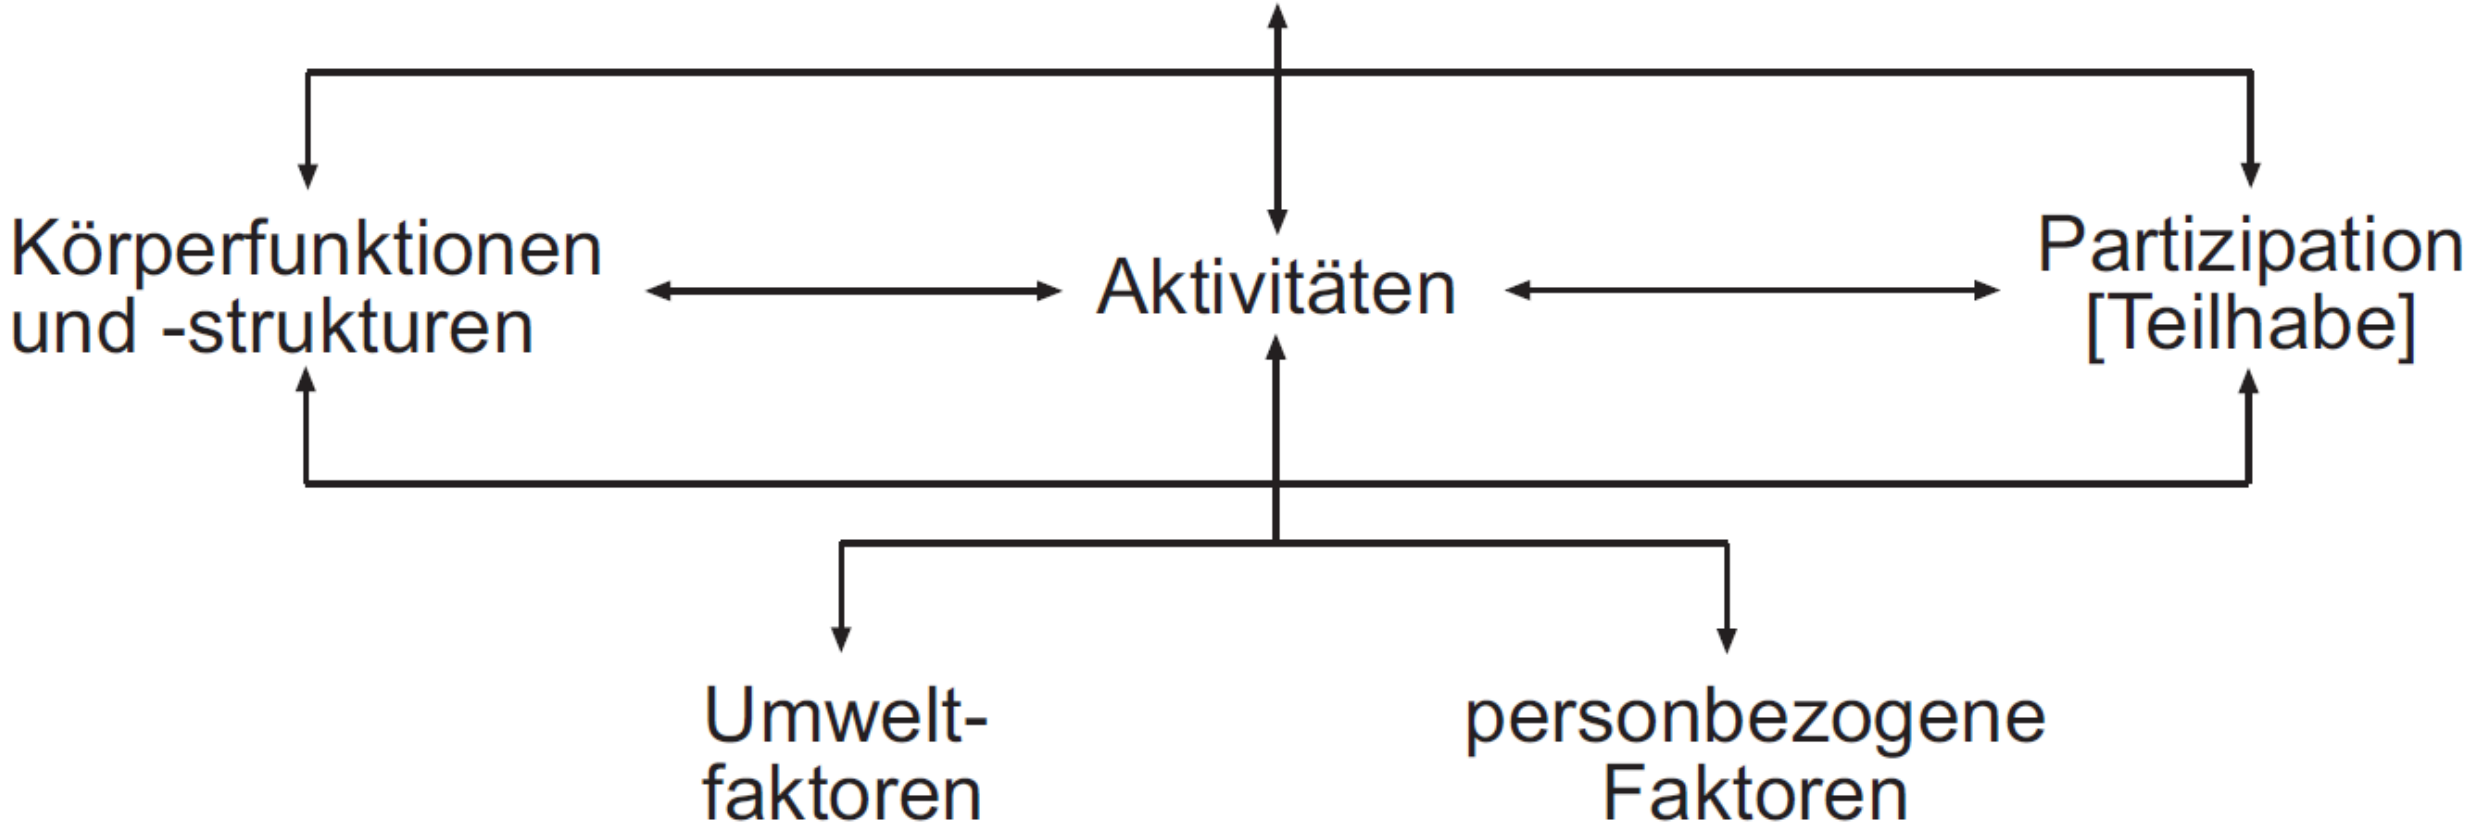 Körperfunktionen
und -strukturen
Aktivitäten
Partizipation
[Teilhabe]
Umwelt-
faktoren
personbezogene
Faktoren